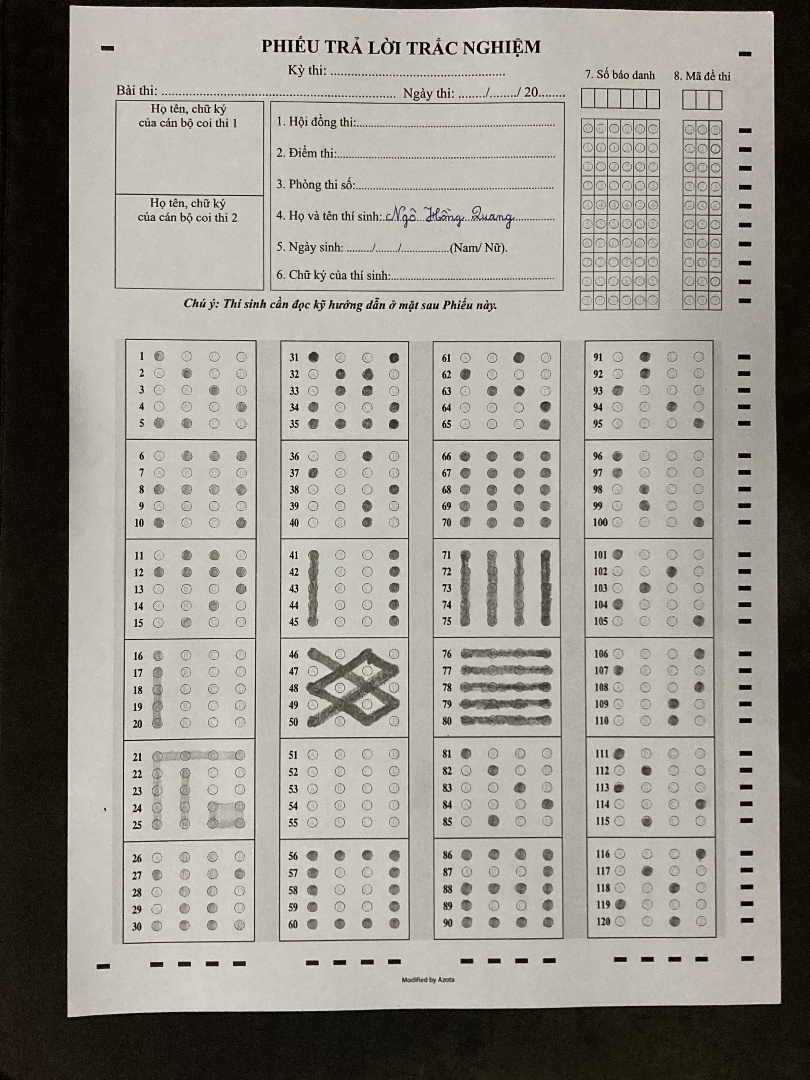 PHIẾU TRẢ LỜI TRẮC NGHIỆM
Kỳ thi: ....................................................
Bài thi: ........................................................................ Ngày thi: ......../......../ 20........
7. Số báo danh 8. Mã đề thi
Họ tên, chữ ký
của cán bộ coi thi 1
Họ tên, chữ ký
của cán bộ coi thi 2
1. Hội đồng thi:............................................................
2. Điểm thi:..................................................................
3. Phòng thi số:............................................................
4. Họ và tên thí sinh:..Ngô Hồng Quang............
5. Ngày sinh: ........./......../................(Nam/ Nữ).
6. Chữ ký của thí sinh:.................................................
Chú ý: Thí sinh cần đọc kỹ hướng dẫn ở mặt sau Phiếu này.
1 31 61 91
2 32 62 92
3 33 63 93
4 34 64 94
5 35 65 95
6 36 66 96
7 37 67 97
8 38 68 98
9 39 69 99
10 40 70 100
11 41 71 101
12 42 72 102
13 43 73 103
14 44 74 104
15 45 75 105
16 46 76 106
17 47 77 107
18 48 78 108
19 49 79 109
20 50 80 110
21 51 81 111
22 52 82 112
23 53 83 113
24 54 84 114
25 55 85 115
26 56 86 116
27 57 87 117
28 58 88 118
29 59 89 119
30 60 90 120
Modified by Azota